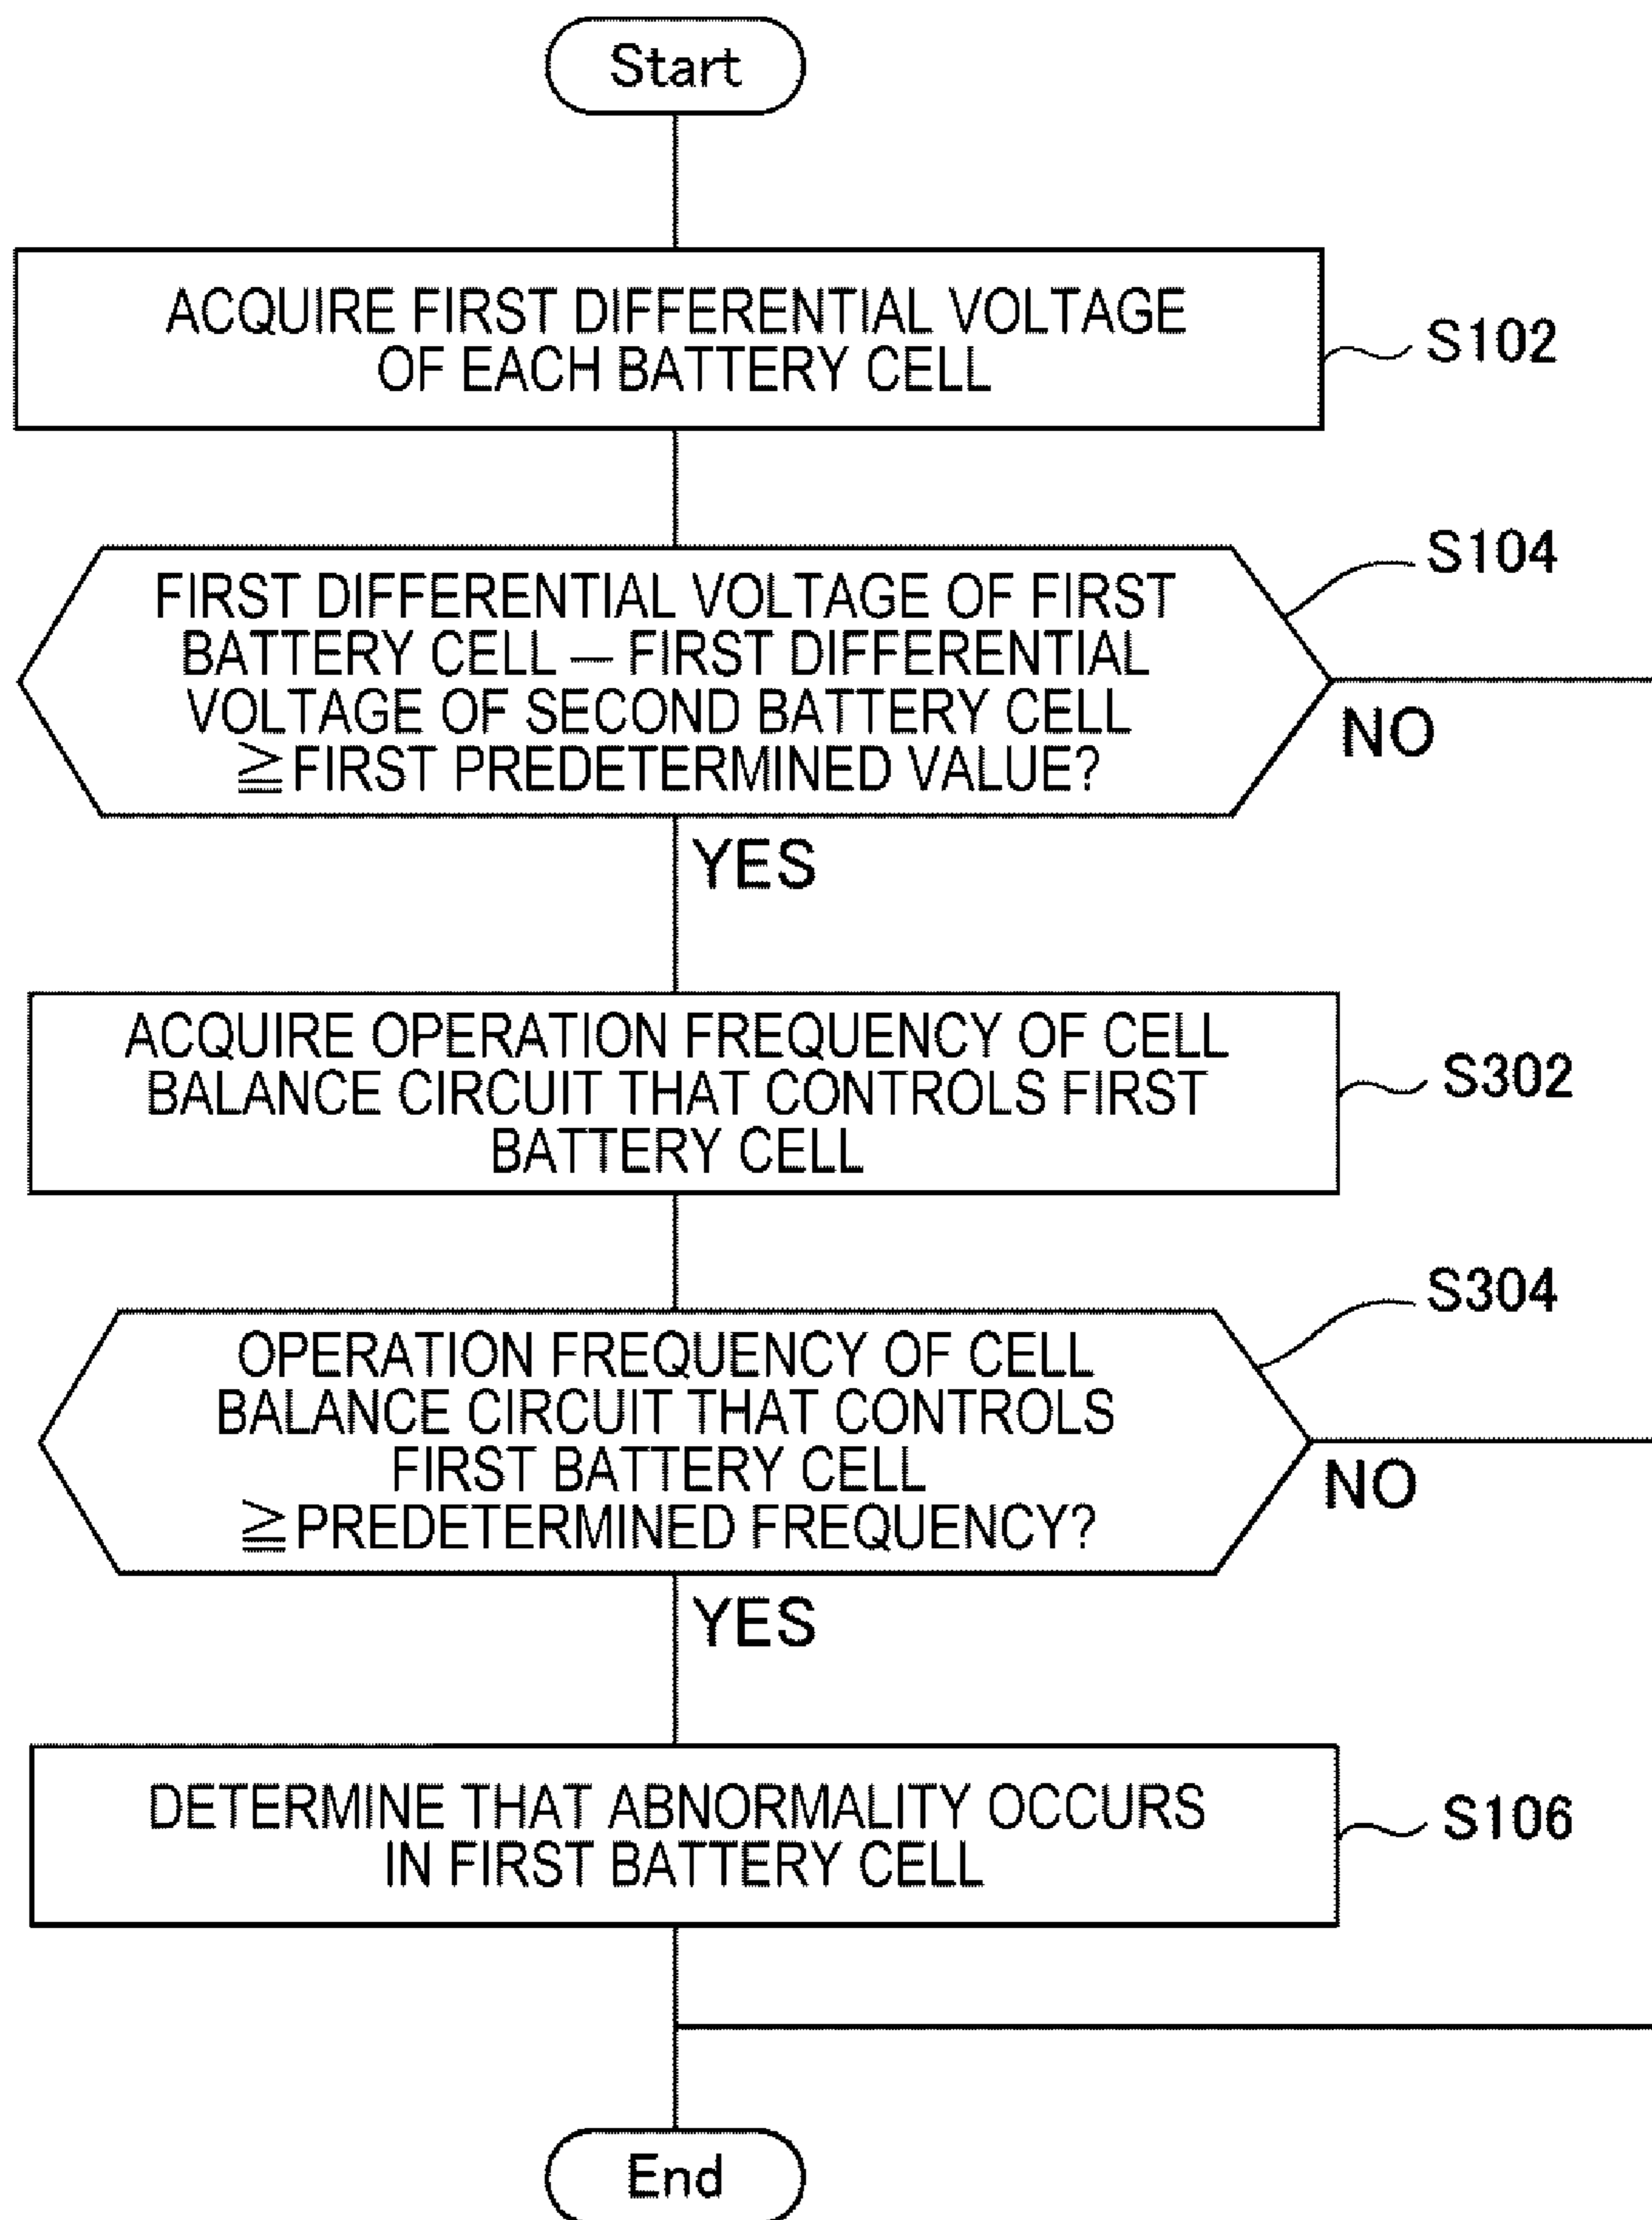 Start
ACQUIRE FIRST DIFFERENTIAL VOLTAGE
OF EACH BATTERY CELL
S102
S104
FIRST DIFFERENTIAL VOLTAGE OF FIRST
BATTERY CELL — FIRST DIFFERENTIAL
VOLTAGE OF SECOND BATTERY CELL
≧FIRST PREDETERMINED VALUE?
NO
YES
ACQUIRE OPERATION FREQUENCY OF CELL
BALANCE CIRCUIT THAT CONTROLS FIRST
BATTERY CELL
S302
S304
OPERATION FREQUENCY OF CELL
BALANCE CIRCUIT THAT CONTROLS
FIRST BATTERY CELL
≧PREDETERMINED FREQUENCY?
NO
YES
DETERMINE THAT ABNORMALITY OCCURS
IN FIRST BATTERY CELL
S106
End